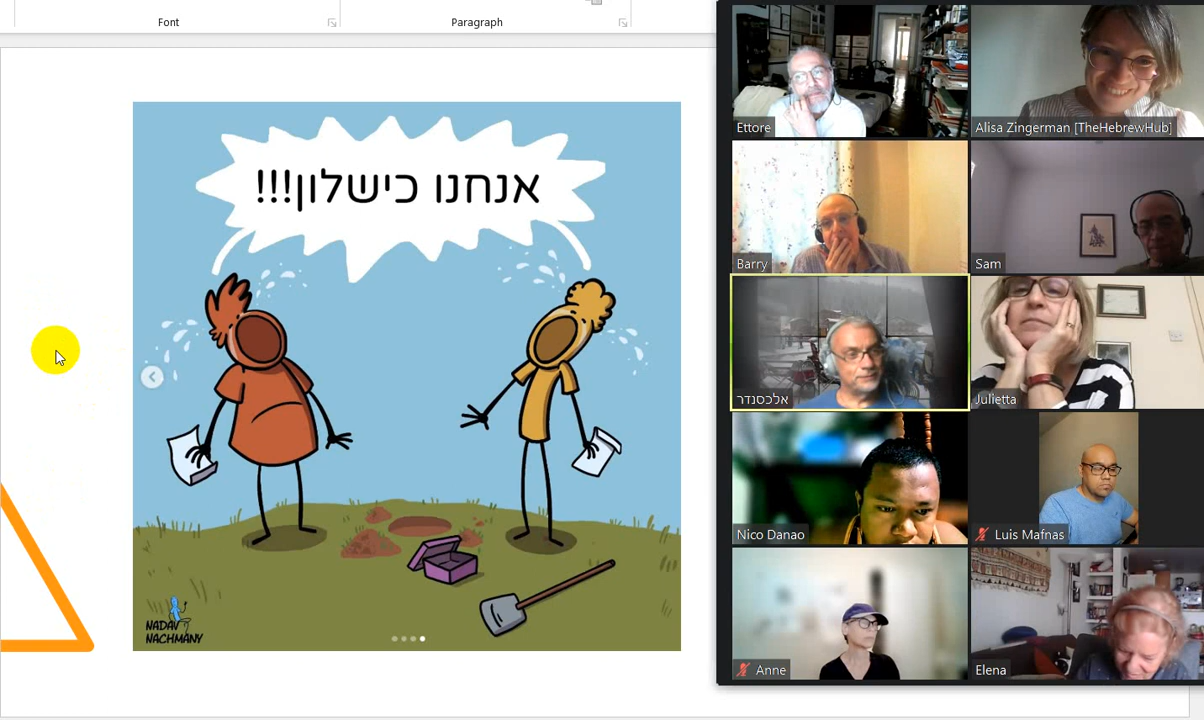 Font
Paragraph
אנחנו כישלון!!!
NADAV
NACHMANY
Ettore
Alisa Zingerman [TheHebrewHub]
Barry
Sam
אלכסנדר
Julietta
Nico Danao
Luis Mafnas
Anne
Elena